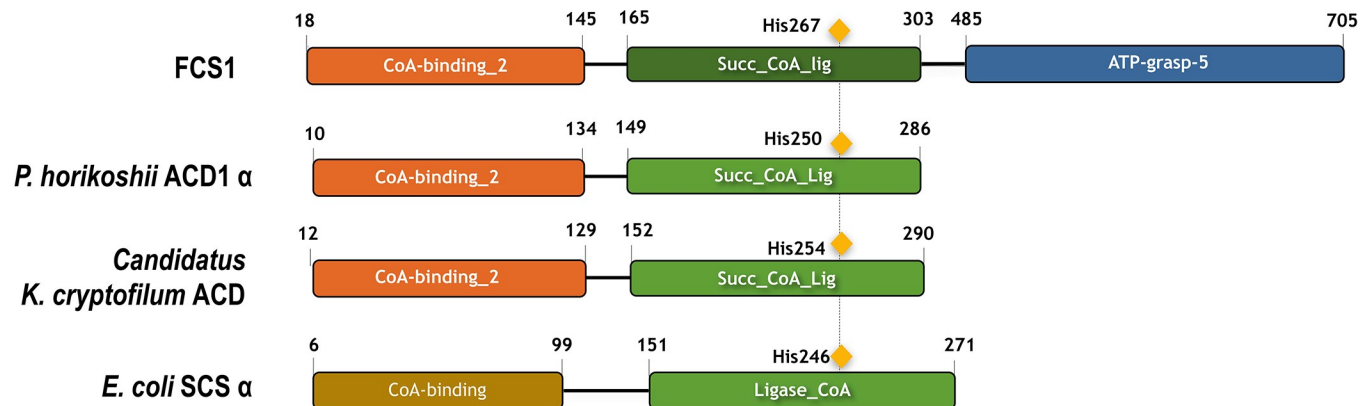 18 145 165 His267 303 485 705
FCS1 CoA-binding_2 Succ_CoA_lig ATP-grasp-5
10 134 149 His250 286
P. horikoshii ACD1 α CoA-binding_2 Succ_CoA_Lig
12 129 152 His254 290
Candidatus
K. cryptofilum ACD CoA-binding_2 Succ_CoA_Lig
6 99 151 His246 271
E. coli SCS α CoA-binding Ligase_CoA